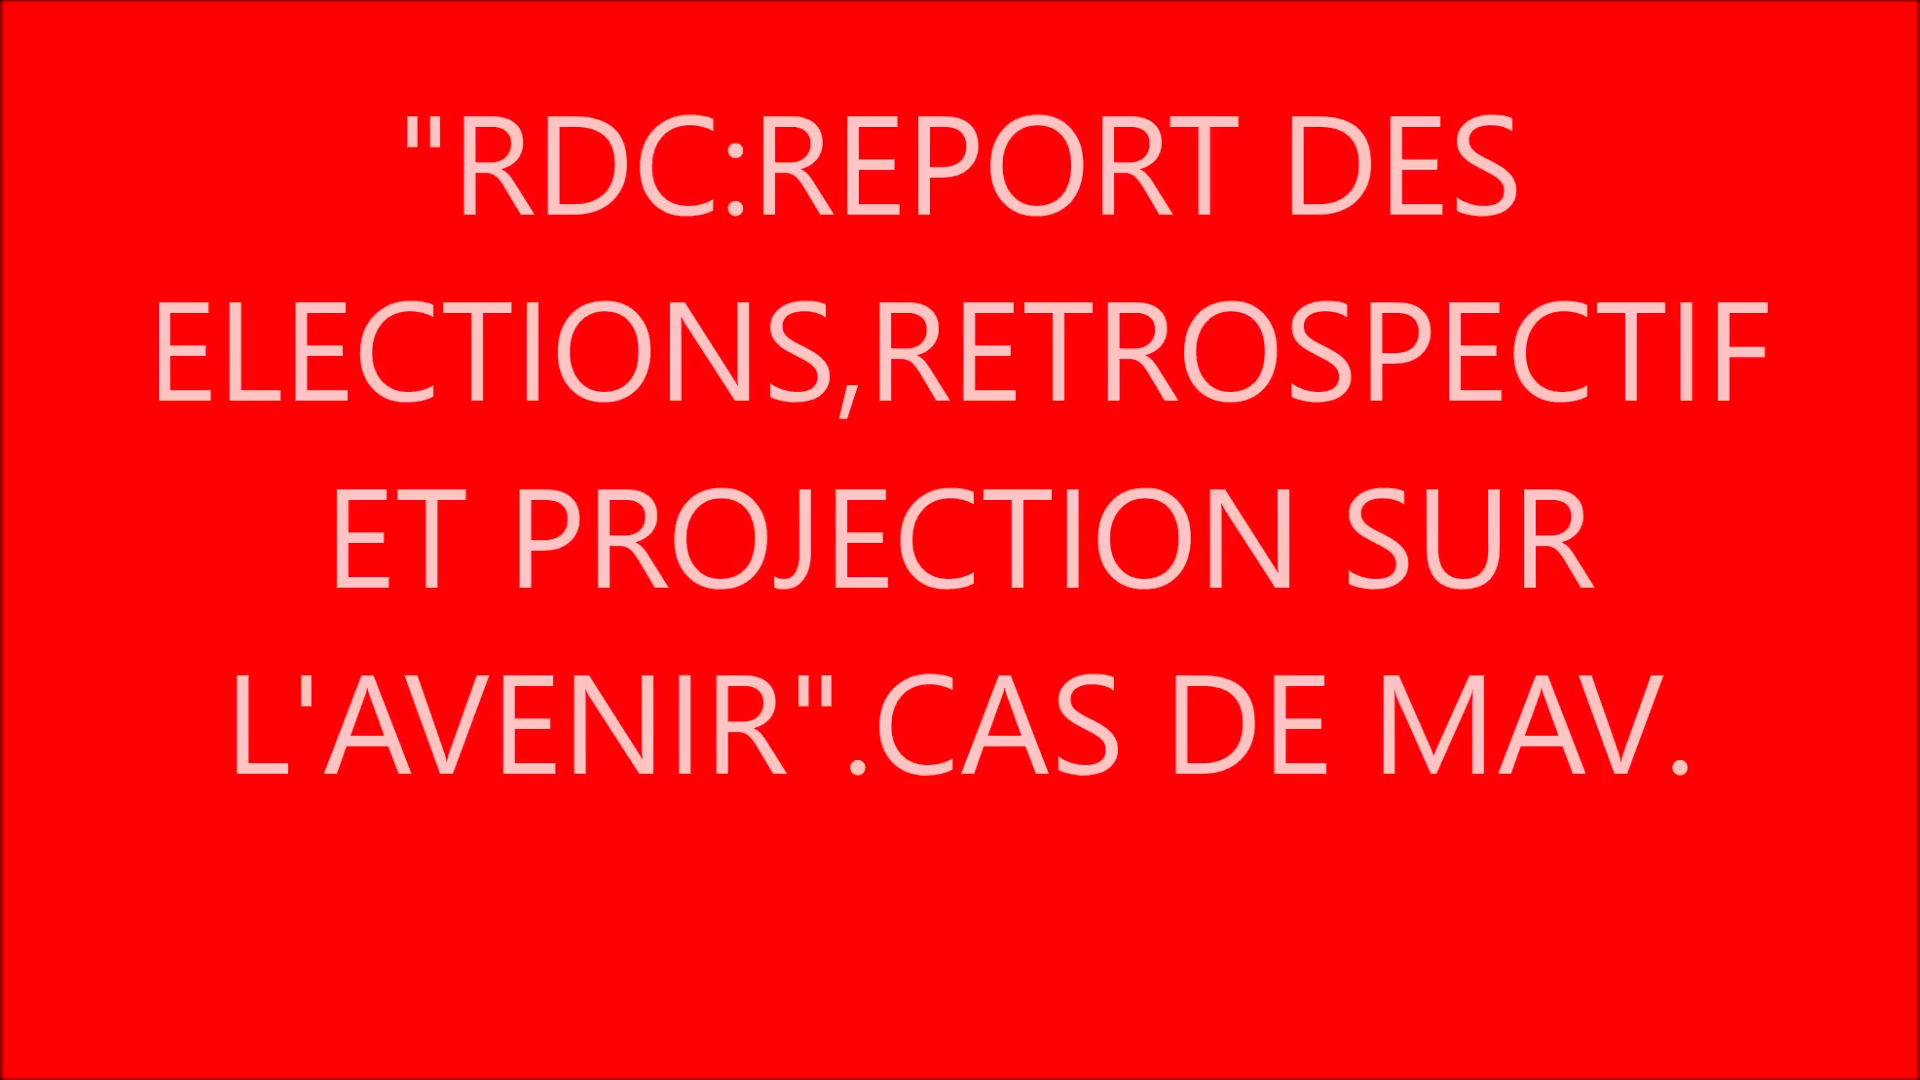 "RDC:REPORT DES
ELECTIONS,RETROSPECTIF
ET PROJECTION SUR
L'AVENIR".CAS DE MAV.